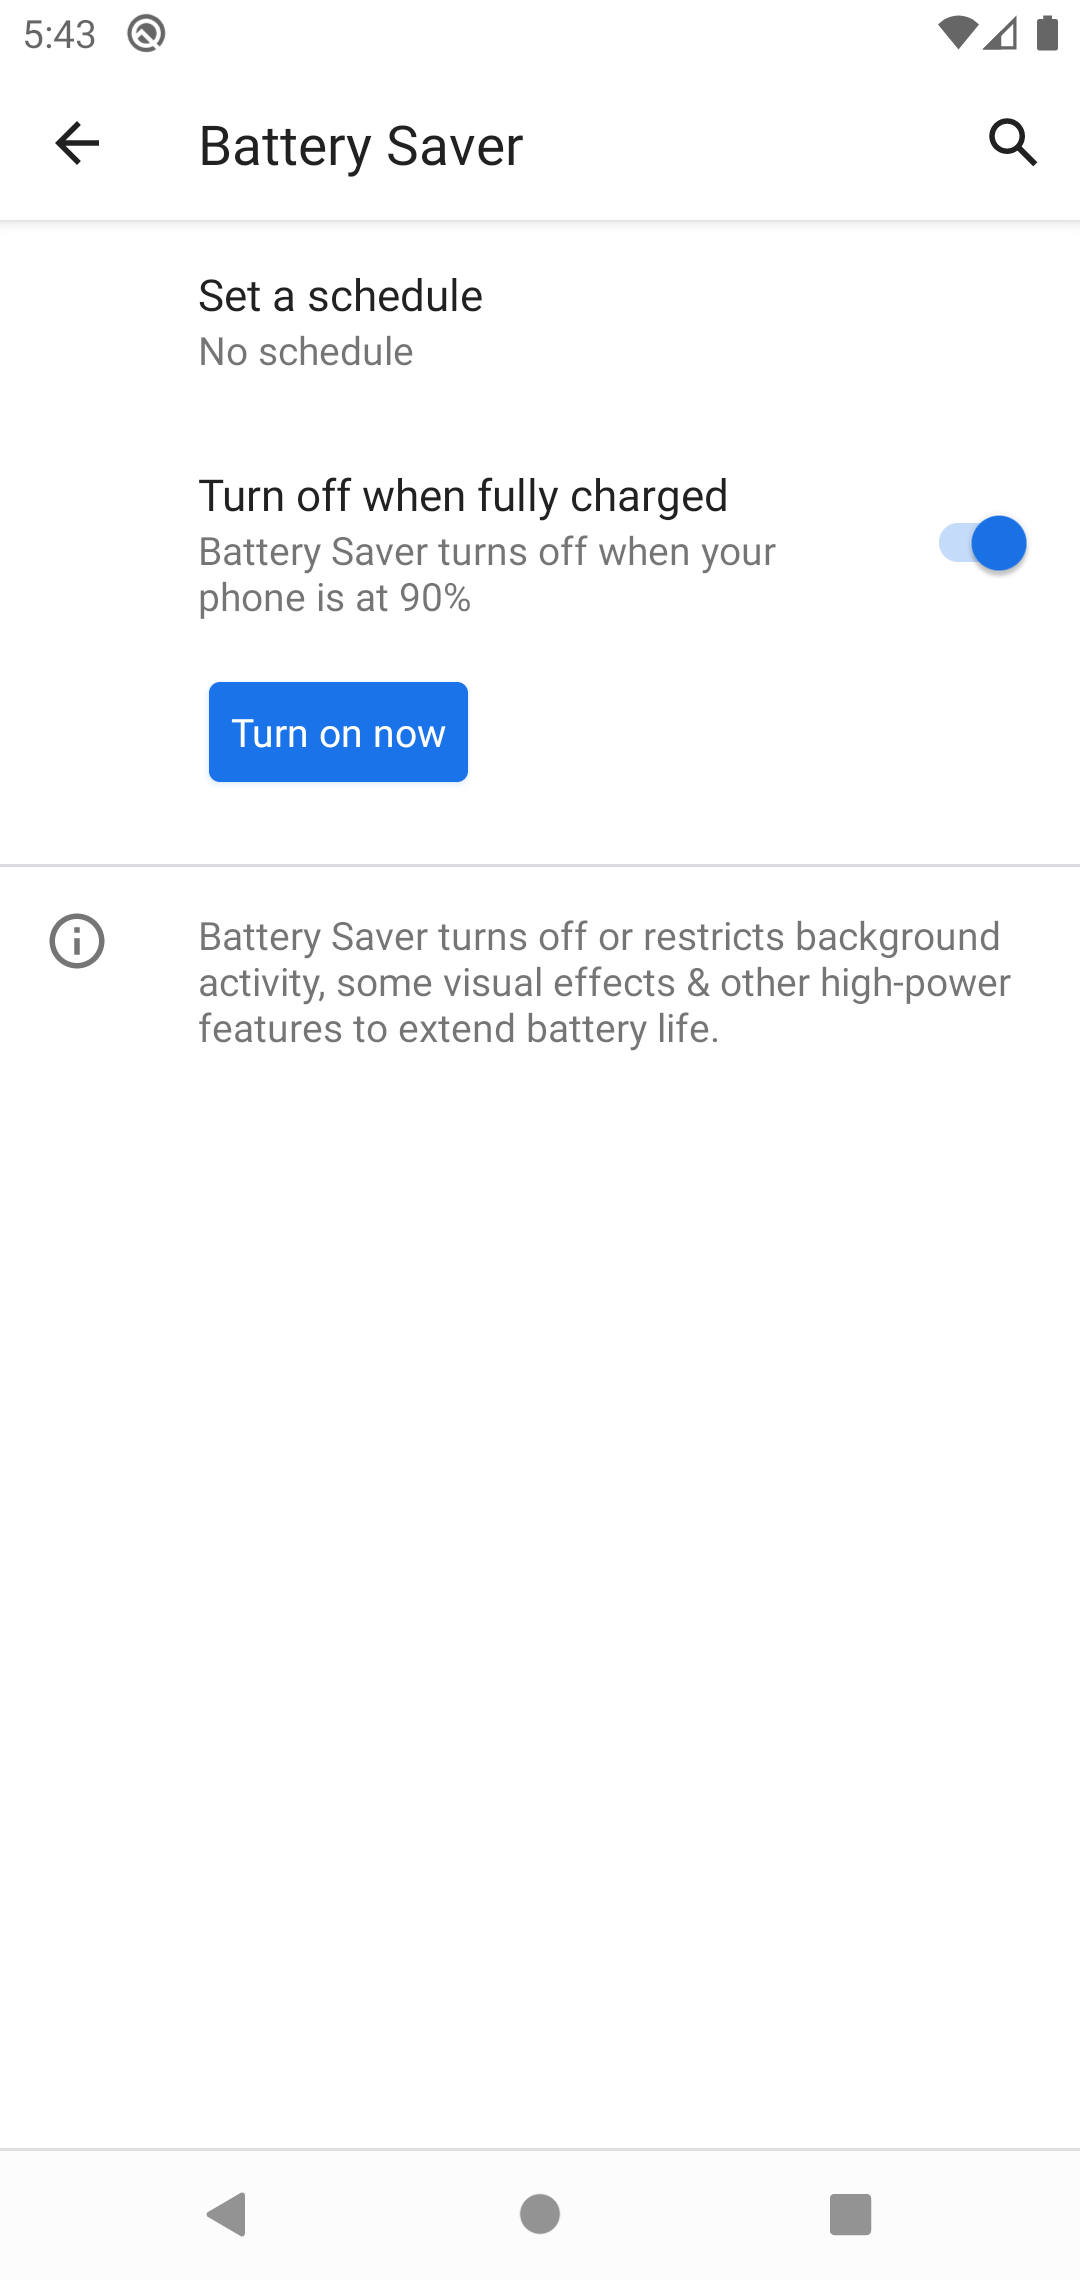 5:43
Battery Saver
Set a schedule
No schedule
Turn off when fully charged
Battery Saver turns off when your
phone is at 90%
Turn on now
Battery Saver turns off or restricts background
activity, some visual effects & other high-power
features to extend battery life.